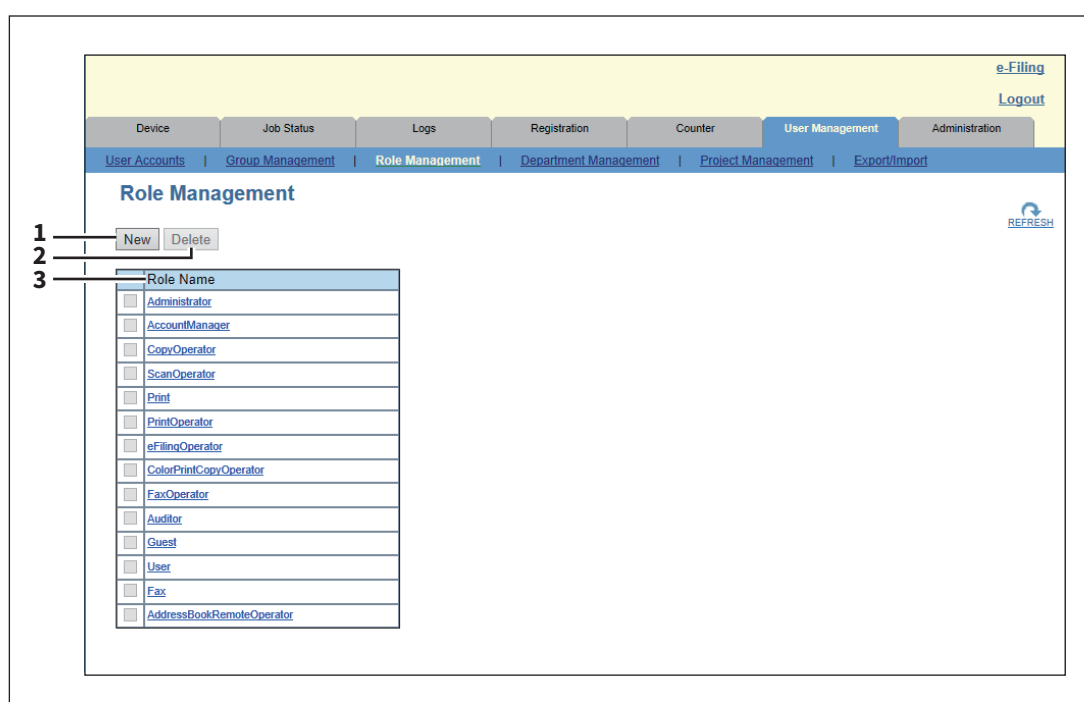 e-Filing
Logout
Device Job Status Logs Registration Counter User Management Administration
User Accounts | Group Management | Role Management | Department Management | Project Management | Export/Import
Role Management
REFRESH
1 New Delete
2
3 Role Name
Administrator
AccountManager
CopyOperator
ScanOperator
Print
PrintOperator
eFilingOperator
ColorPrintCopyOperator
FaxOperator
Auditor
Guest
User
Fax
AddressBookRemoteOperator